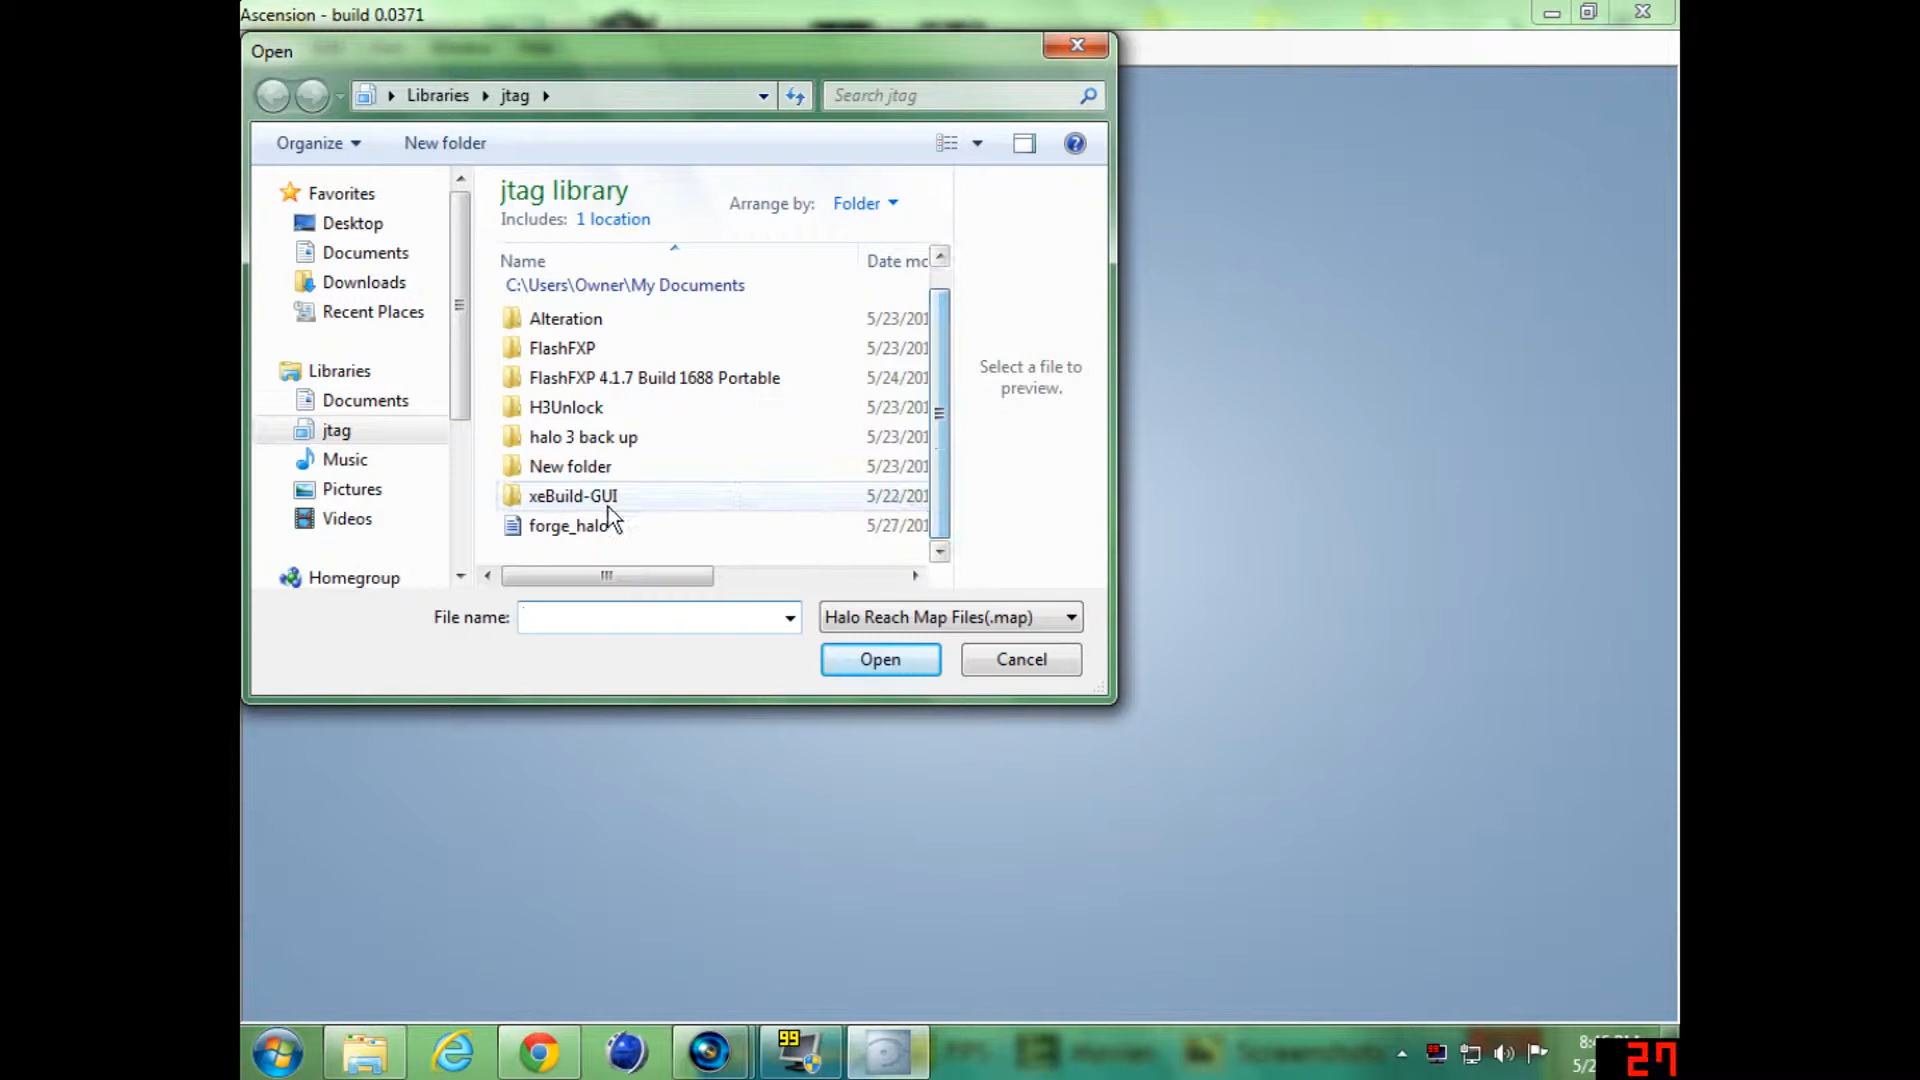 Ascension - build 0.0371
Open
Libraries jtag
Search jtag
Organize New folder
jtag library
Includes: 1 location
Arrange by: Folder
Name Date mo
C:\Users\Owner\My Documents
Alteration 5/23/201
FlashFXP 5/23/201
FlashFXP 4.1.7 Build 1688 Portable 5/24/201
H3Unlock 5/23/201
halo 3 back up 5/23/201
New folder 5/23/201
xeBuild-GUI 5/22/201
forge_halo 5/27/201
Favorites
Desktop
Documents
Downloads
Recent Places
Libraries
Documents
jtag
Music
Pictures
Videos
Homegroup
Select a file to
preview.
File name:
Halo Reach Map Files(.map)
Open Cancel
99
Screenshots
27